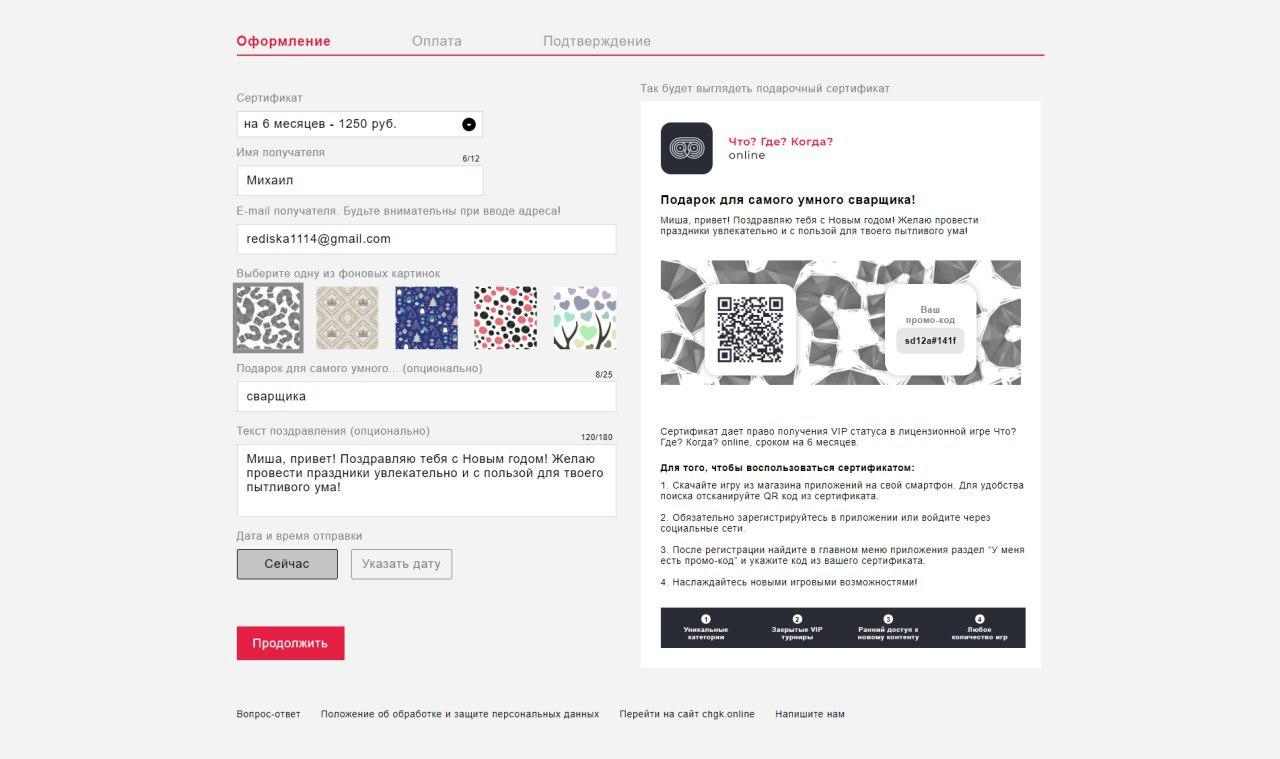 Оформление Оплата Подтверждение
Сертификат
на 6 месяцев - 1250 руб.
Имя получателя
6/12
Михаил
E-mail получателя. Будьте внимательны при вводе адреса!
rediska1114@gmail.com
Выберите одну из фоновых картинок
Подарок для самого умного... (опционально)
8/25
сварщика
Текст поздравления (опционально)
120/180
Миша, привет! Поздравляю тебя с Новым годом! Желаю
провести праздники увлекательно и с пользой для твоего
пытливого ума!
Дата и время отправки
Сейчас Указать дату
Продолжить
Так будет выглядеть подарочный сертификат
Что? Где? Когда?
online
Подарок для самого умного сварщика!
Миша, привет! Поздравляю тебя с Новым годом! Желаю провести
праздники увлекательно и с пользой для твоего пытливого ума!
Ваш
промо-код
sd12a#141f
Сертификат дает право получения VIP статуса в лицензионной игре Что?
Где? Когда? online, сроком на 6 месяцев.
Для того, чтобы воспользоваться сертификатом:
1. Скачайте игру из магазина приложений на свой смартфон. Для удобства
поиска отсканируйте QR код из сертификата.
2. Обязательно зарегистрируйтесь в приложении или войдите через
социальные сети.
3. После регистрации найдите в главном меню приложения раздел “У меня
есть промо-код” и укажите код из вашего сертификата.
4. Наслаждайтесь новыми игровыми возможностями!
1
Уникальные
категории
2
Закрытые VIP
турниры
3
Ранний доступ к
новому контенту
4
Любое
количество игр
Вопрос-ответ Положение об обработке и защите персональных данных Перейти на сайт chgk.online Напишите нам